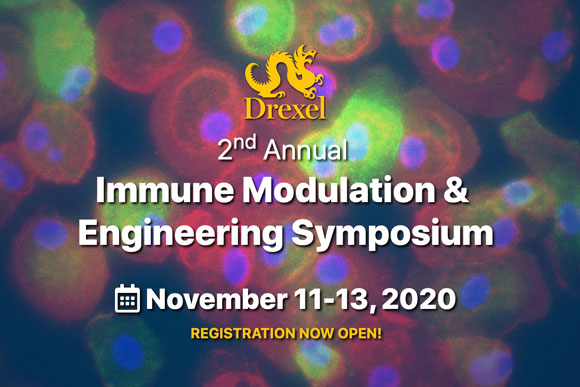 Drexel
2nd Annual
Immune Modulation &
Engineering Symposium
November 11-13, 2020
REGISTRATION NOW OPEN!